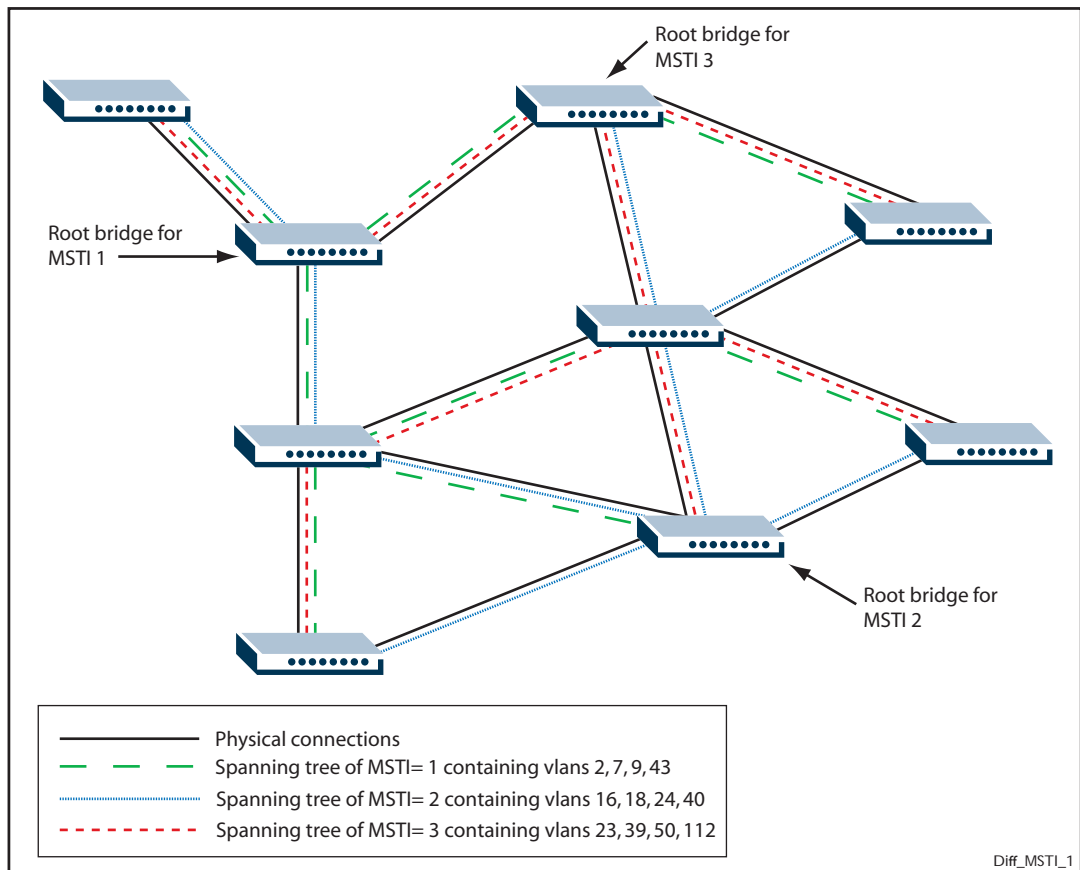 Root bridge for
MSTI 3
Root bridge for
MSTI 1
Root bridge for
MSTI 2
Physical connections
Spanning tree of MSTI= 1 containing vlans 2, 7, 9, 43
Spanning tree of MSTI= 2 containing vlans 16, 18, 24, 40
Spanning tree of MSTI= 3 containing vlans 23, 39, 50, 112
Diff_MSTI_1